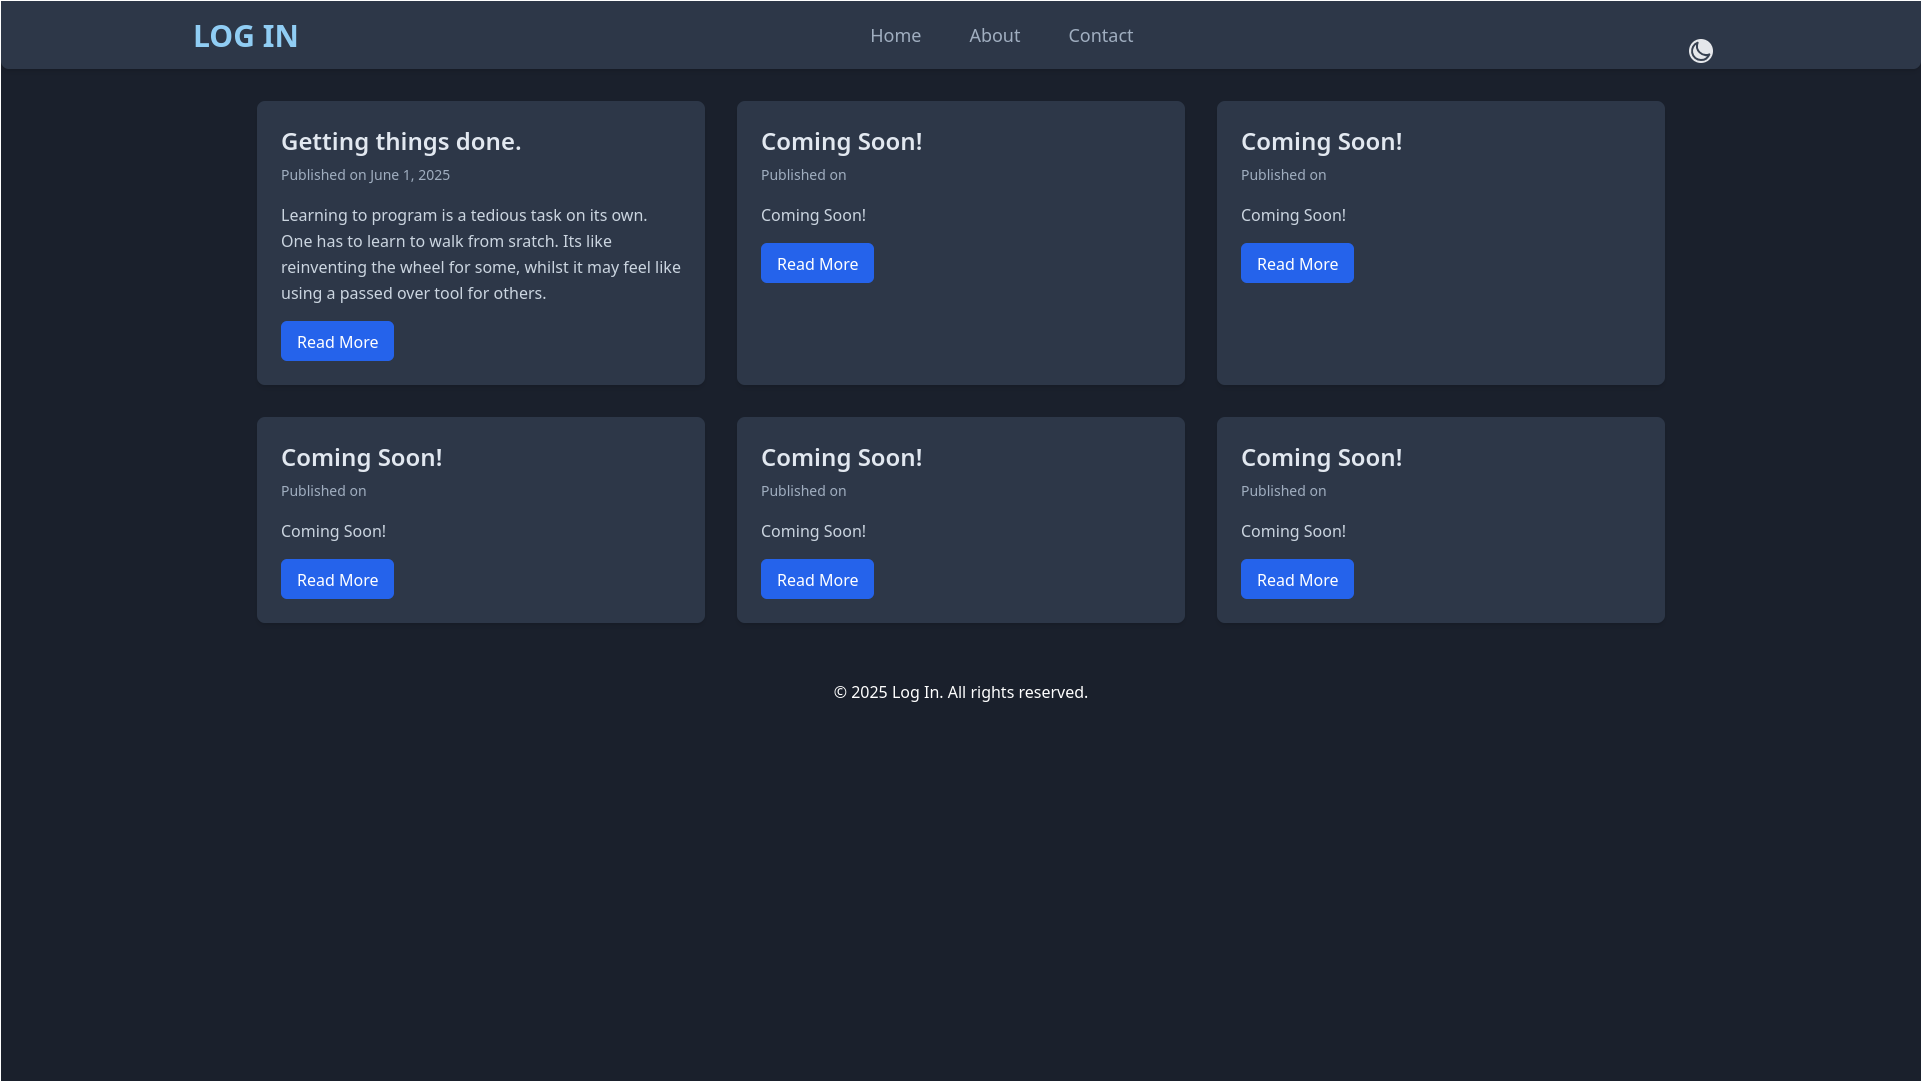 LOG IN
Home
About
Contact
Getting things done.
Published on June 1, 2025
Learning to program is a tedious task on its own.
One has to learn to walk from sratch. Its like
reinventing the wheel for some, whilst it may feel like
using a passed over tool for others.
Read More
Coming Soon!
Published on
Coming Soon!
Read More
Coming Soon!
Published on
Coming Soon!
Read More
Coming Soon!
Published on
Coming Soon!
Read More
Coming Soon!
Published on
Coming Soon!
Read More
Coming Soon!
Published on
Coming Soon!
Read More
© 2025 Log In. All rights reserved.